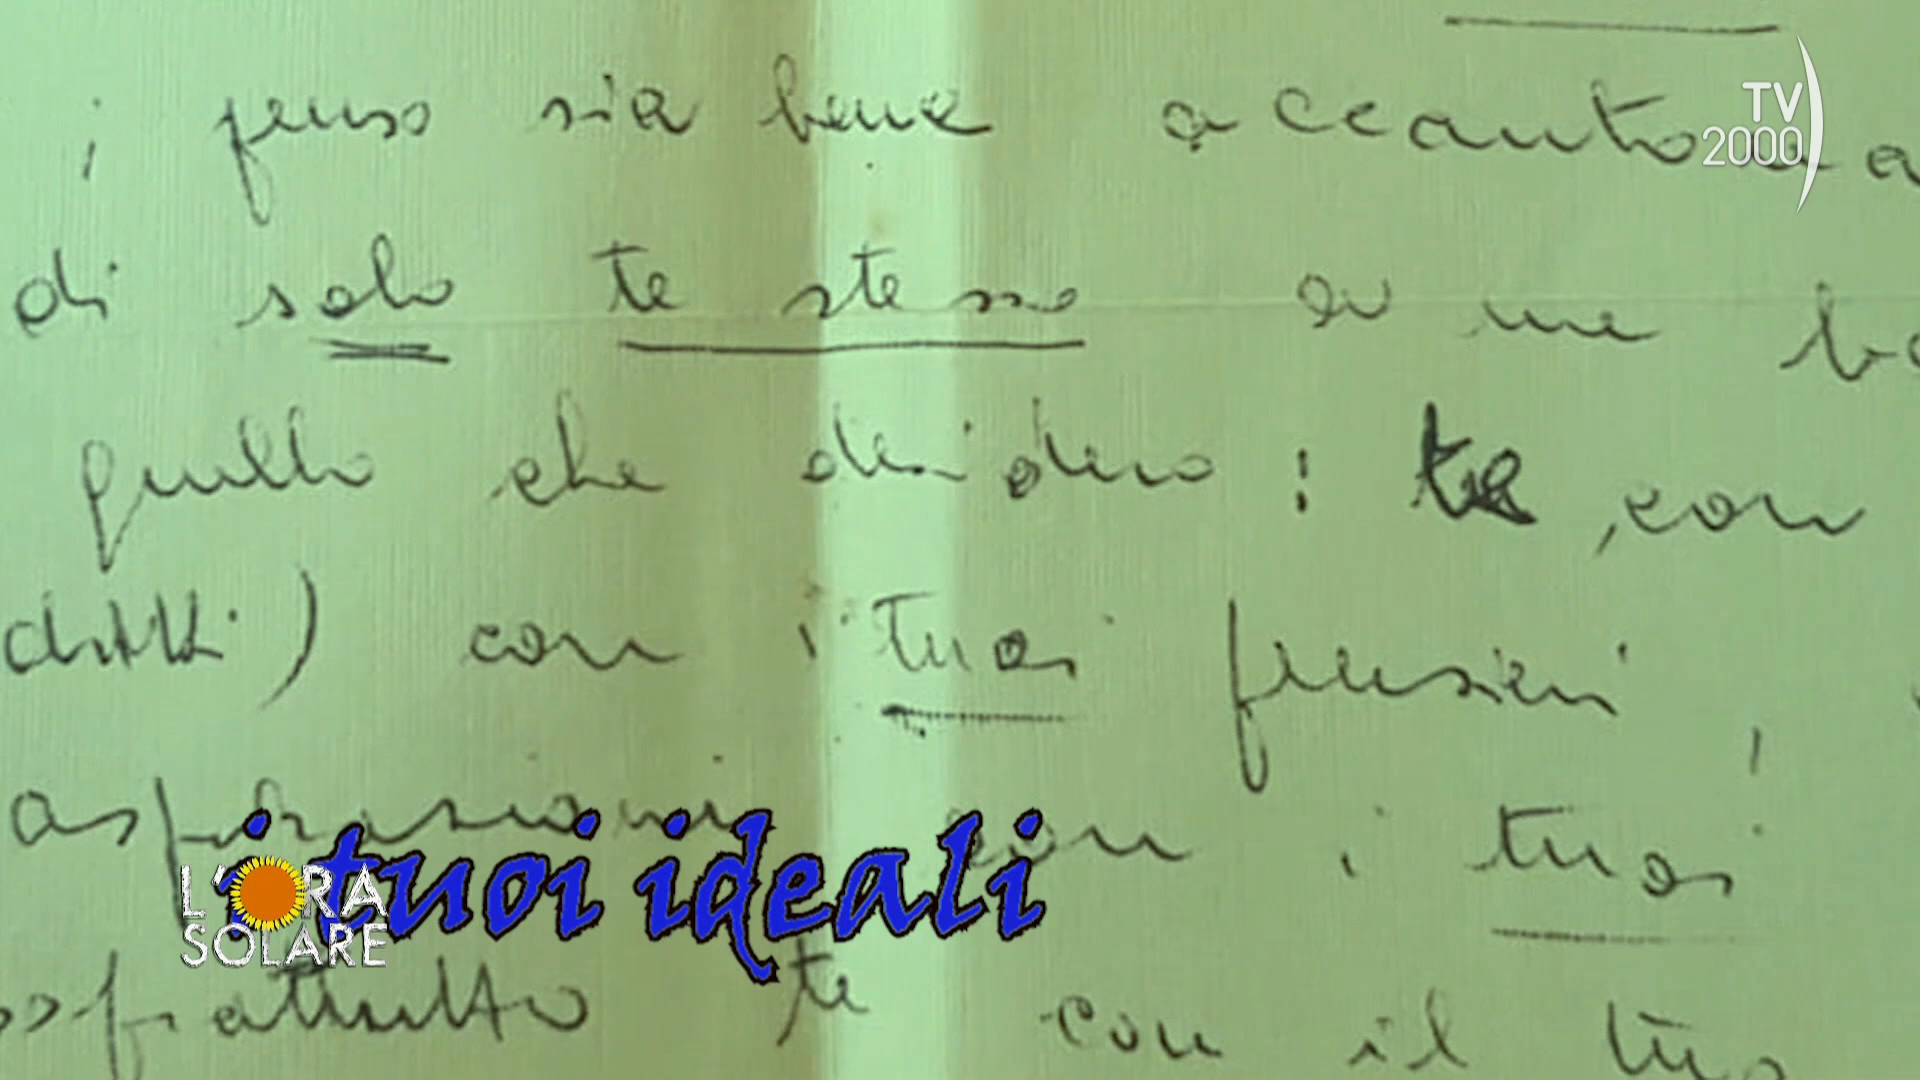 TV
2000
i penso sia bene accanto a
di solo te stesso
quello che desidero : te, con
con i tuoi pensieri
aspirazioni con i tuoi
i tuoi ideali
L'ORA
SOLARE
soprattutto te con il tuo